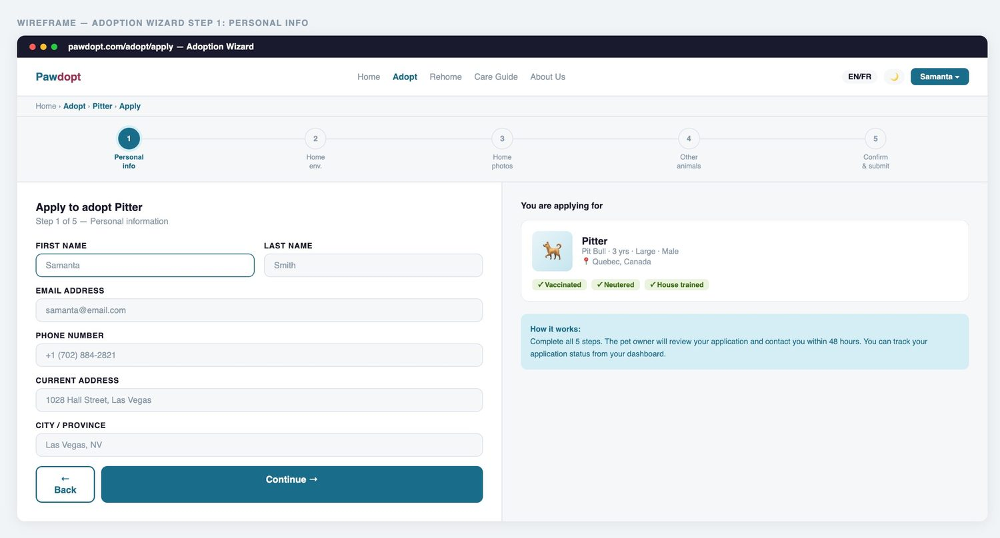 WIREFRAME — ADOPTION WIZARD STEP 1: PERSONAL INFO
pawdopt.com/adopt/apply — Adoption Wizard
Pawdopt
Home Adopt Rehome Care Guide About Us
EN/FR
Samanta
Home › Adopt › Pitter › Apply
1
Personal
info
2
Home
env.
3
Home
photos
4
Other
animals
5
Confirm
& submit
Apply to adopt Pitter
Step 1 of 5 — Personal information
FIRST NAME
Samanta
LAST NAME
Smith
EMAIL ADDRESS
samanta@email.com
PHONE NUMBER
+1 (702) 884-2821
CURRENT ADDRESS
1028 Hall Street, Las Vegas
CITY / PROVINCE
Las Vegas, NV
←
Back
Continue →
You are applying for
Pitter
Pit Bull · 3 yrs · Large · Male
📍 Quebec, Canada
✓ Vaccinated
✓ Neutered
✓ House trained
How it works:
Complete all 5 steps. The pet owner will review your application and contact you within 48 hours. You can track your
application status from your dashboard.